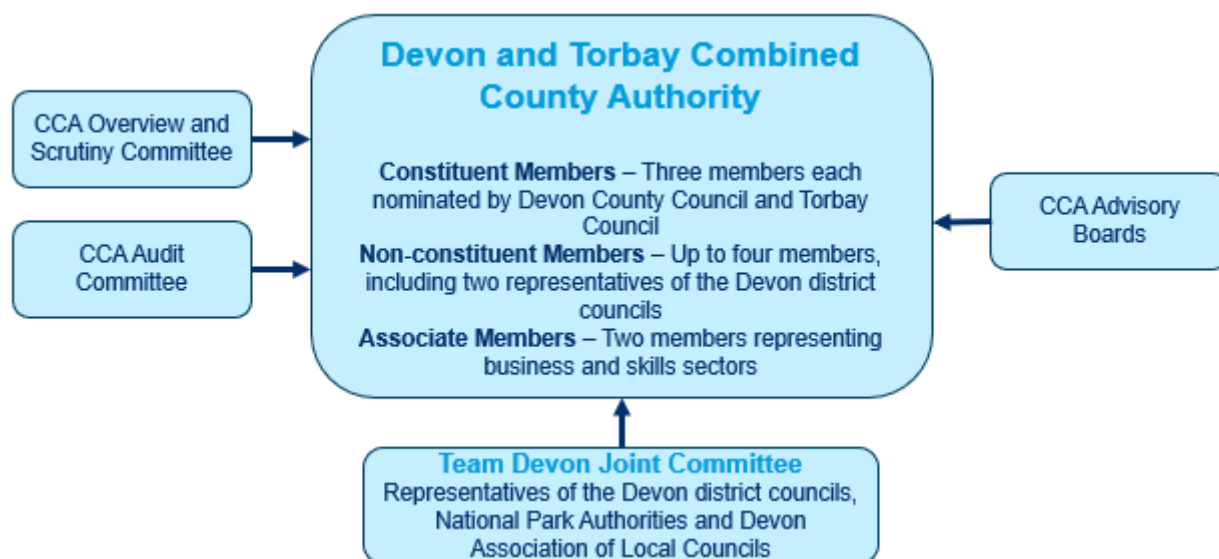 Devon and Torbay Combined
County Authority
CCA Overview and
Scrutiny Committee
CCA Audit
Committee
Constituent Members – Three members each
nominated by Devon County Council and Torbay
Council
Non-constituent Members – Up to four members,
including two representatives of the Devon district
councils
Associate Members – Two members representing
business and skills sectors
CCA Advisory
Boards
Team Devon Joint Committee
Representatives of the Devon district councils,
National Park Authorities and Devon
Association of Local Councils